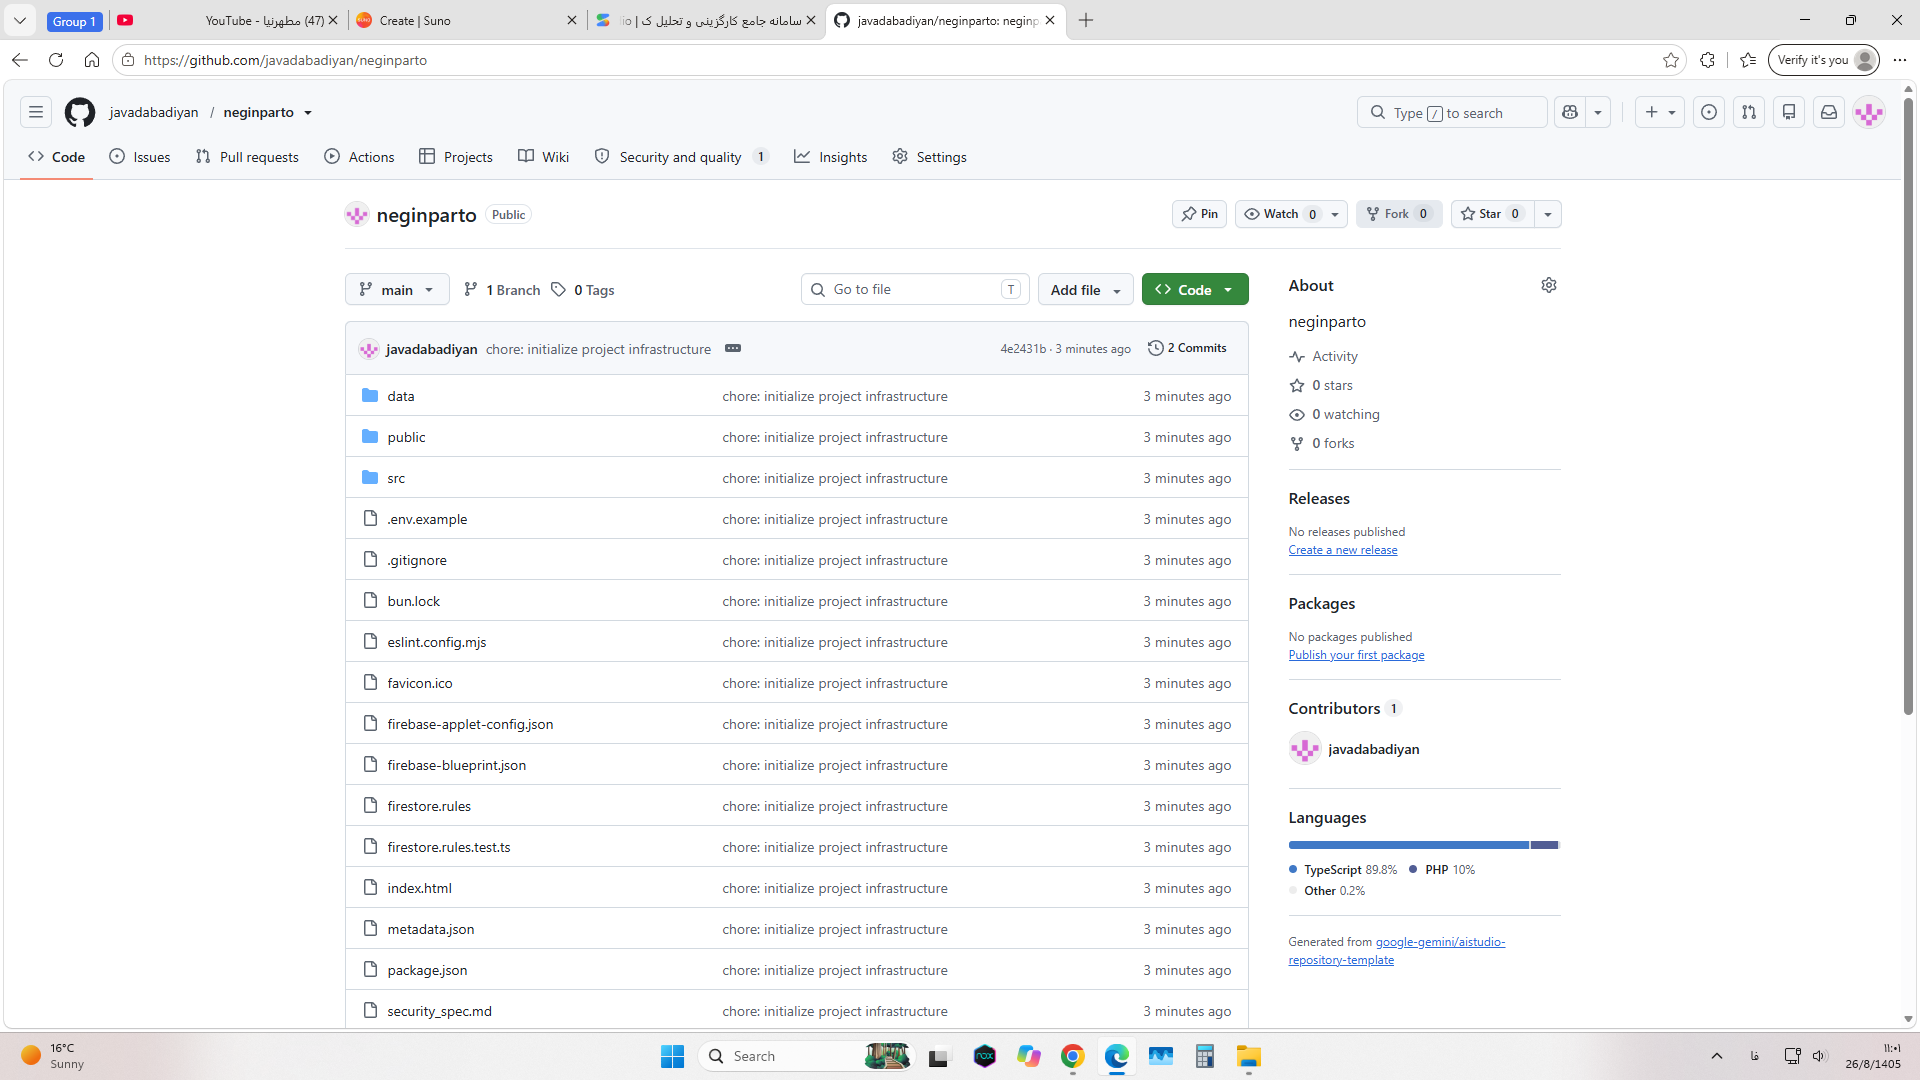 Group 1
(47) مطهرنیا - YouTube
Create | Suno
سامانه جامع کارگزینی و تحلیل ک | io
javadabadiyan/neginparto: neginp
https://github.com/javadabadiyan/neginparto
Verify it's you
javadabadiyan / neginparto
Type / to search
Code
Issues
Pull requests
Actions
Projects
Wiki
Security and quality 1
Insights
Settings
neginparto Public
Pin
Watch 0
Fork 0
Star 0
main
1 Branch
0 Tags
Go to file T
Add file
Code
javadabadiyan chore: initialize project infrastructure 4e2431b · 3 minutes ago 2 Commits
data chore: initialize project infrastructure 3 minutes ago
public chore: initialize project infrastructure 3 minutes ago
src chore: initialize project infrastructure 3 minutes ago
.env.example chore: initialize project infrastructure 3 minutes ago
.gitignore chore: initialize project infrastructure 3 minutes ago
bun.lock chore: initialize project infrastructure 3 minutes ago
eslint.config.mjs chore: initialize project infrastructure 3 minutes ago
favicon.ico chore: initialize project infrastructure 3 minutes ago
firebase-applet-config.json chore: initialize project infrastructure 3 minutes ago
firebase-blueprint.json chore: initialize project infrastructure 3 minutes ago
firestore.rules chore: initialize project infrastructure 3 minutes ago
firestore.rules.test.ts chore: initialize project infrastructure 3 minutes ago
index.html chore: initialize project infrastructure 3 minutes ago
metadata.json chore: initialize project infrastructure 3 minutes ago
package.json chore: initialize project infrastructure 3 minutes ago
security_spec.md chore: initialize project infrastructure 3 minutes ago
About
neginparto
Activity
0 stars
0 watching
0 forks
Releases
No releases published
Create a new release
Packages
No packages published
Publish your first package
Contributors 1
javadabadiyan
Languages
TypeScript 89.8% PHP 10%
Other 0.2%
Generated from google-gemini/aistudio-
repository-template
16°C
Sunny
Search
nox
فا
۱۱:۰۱
26/8/1405